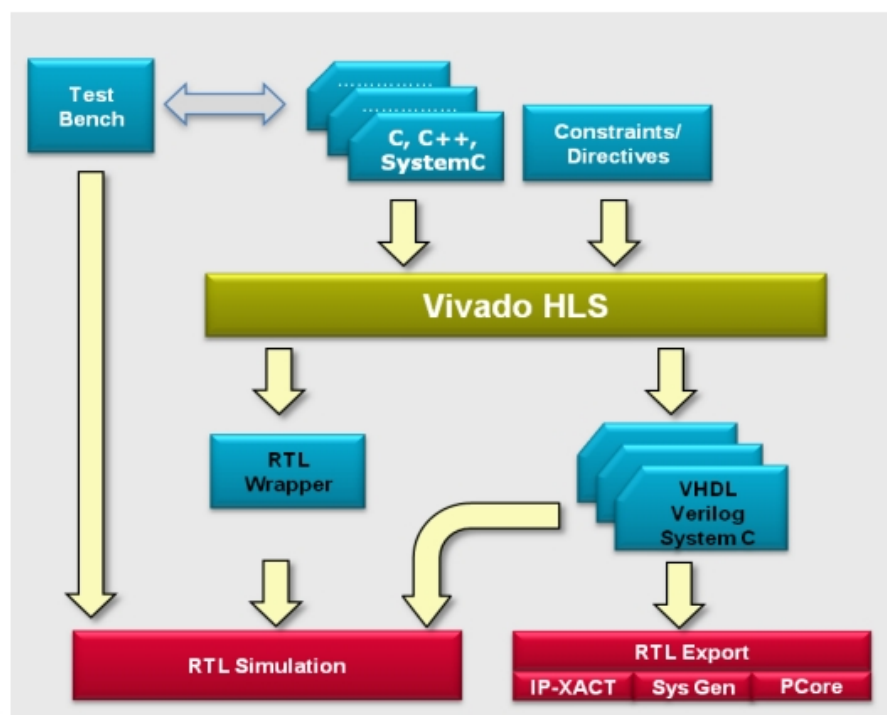 Test
Bench
C, C++,
SystemC
Constraints/
Directives
Vivado HLS
RTL
Wrapper
VHDL
Verilog
System C
RTL Simulation
RTL Export
IP-XACT
Sys Gen
PCore